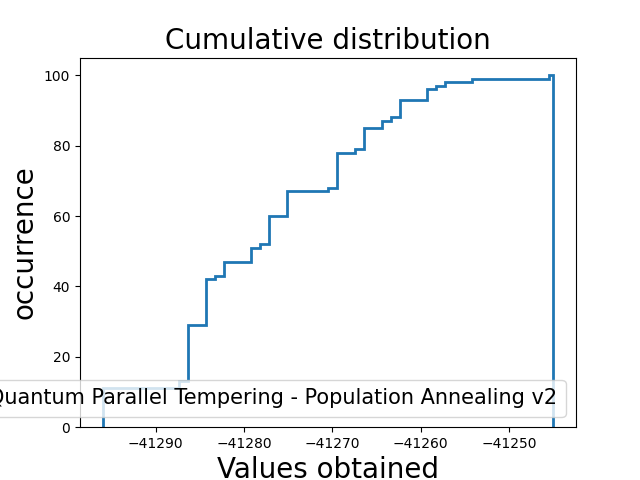 Cumulative distribution
100
80
60
40
20
0
occurrence
Parallel Tempering - Population Annealing v2
−41290 −41280 −41270 −41260 −41250
Values obtained